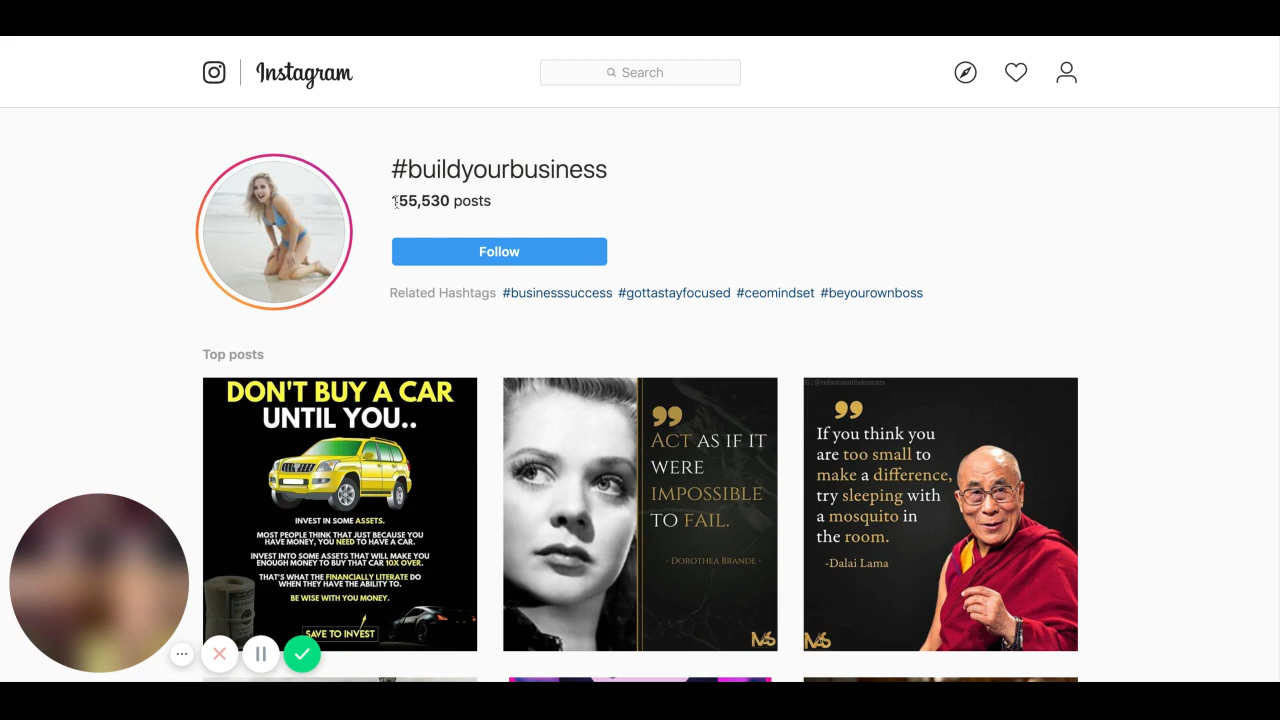 Instagram
Search
#buildyourbusiness
155,530 posts
Follow
Related Hashtags #businesssuccess #gottastayfocused #ceomindset #beyourownboss
Top posts
DON'T BUY A CAR
UNTIL YOU..
INVEST IN SOME ASSETS.
MOST PEOPLE THINK THAT JUST BECAUSE YOU
HAVE MONEY, YOU NEED TO HAVE A CAR.
INVEST INTO SOME ASSETS THAT WILL MAKE YOU
ENOUGH MONEY TO BUY THAT CAR 10X OVER.
THAT'S WHAT THE FINANCIALLY LITERATE DO
WHEN THEY HAVE THE ABILITY TO.
BE WISE WITH YOU MONEY.
SAVE TO INVEST
ACT AS IF IT
WERE
IMPOSSIBLE
TO FAIL.
- DOROTHEA BRANDE -
If you think you
are too small to
make a difference,
try sleeping with
a mosquito in
the room.
-Dalai Lama